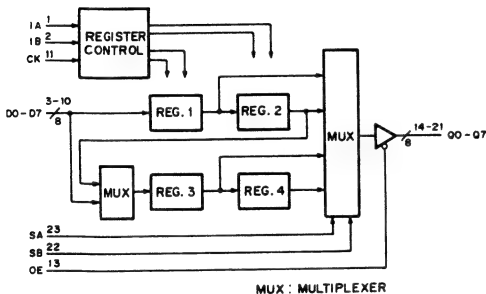 IA 1
IB 2
CK 11
REGISTER
CONTROL
D0-D7 3-10
8
REG. 1
REG. 2
MUX
14-21
8
Q0-Q7
MUX
REG. 3
REG. 4
SA 23
SB 22
OE 13
MUX: MULTIPLEXER